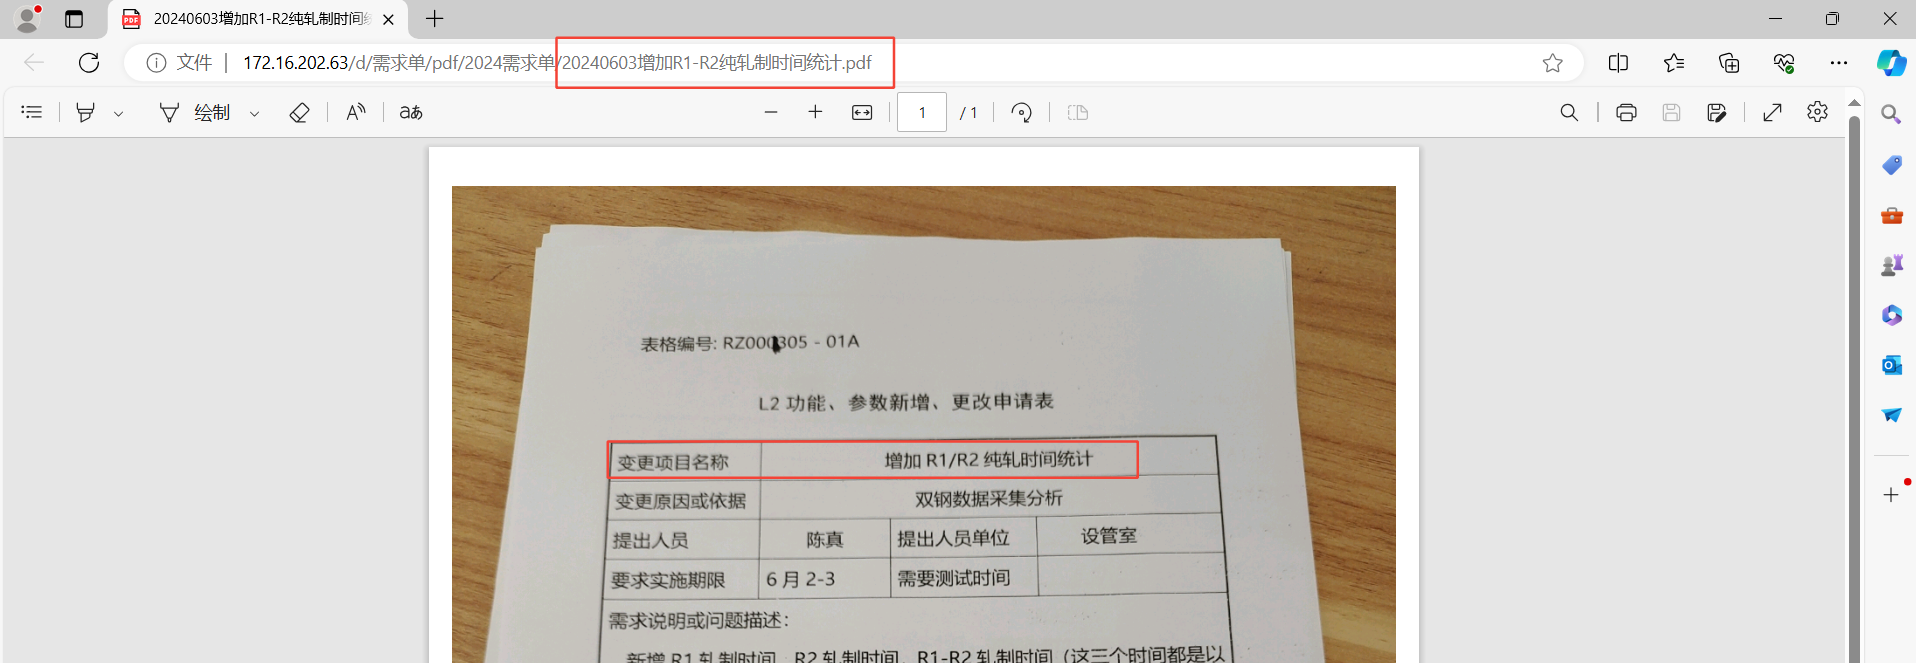 20240603增加R1-R2纯轧制时间统
文件 | 172.16.202.63/d/需求单/pdf/2024需求单/20240603增加R1-R2纯轧制时间统计.pdf
绘制 A aあ 1 / 1
表格编号: RZ000305 - 01A
L2 功能、参数新增、更改申请表
变更项目名称 增加 R1/R2 纯轧时间统计
变更原因或依据 双钢数据采集分析
提出人员 陈真 提出人员单位 设管室
要求实施期限 6 月 2-3 需要测试时间
需求说明或问题描述：
新增 R1 轧制时间、R2 轧制时间、R1-R2 轧制时间（这三个时间都是以